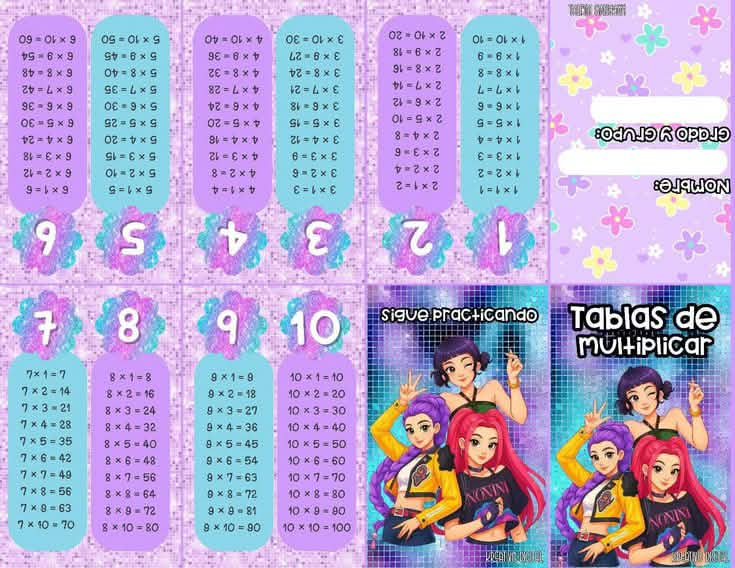 Nombre:
Grado y Grupo:
1
1 × 1 = 1
1 × 2 = 2
1 × 3 = 3
1 × 4 = 4
1 × 5 = 5
1 × 6 = 6
1 × 7 = 7
1 × 8 = 8
1 × 9 = 9
1 × 10 = 10
2
2 × 1 = 2
2 × 2 = 4
2 × 3 = 6
2 × 4 = 8
2 × 5 = 10
2 × 6 = 12
2 × 7 = 14
2 × 8 = 16
2 × 9 = 18
2 × 10 = 20
3
3 × 1 = 3
3 × 2 = 6
3 × 3 = 9
3 × 4 = 12
3 × 5 = 15
3 × 6 = 18
3 × 7 = 21
3 × 8 = 24
3 × 9 = 27
3 × 10 = 30
4
4 × 1 = 4
4 × 2 = 8
4 × 3 = 12
4 × 4 = 16
4 × 5 = 20
4 × 6 = 24
4 × 7 = 28
4 × 8 = 32
4 × 9 = 36
4 × 10 = 40
5
5 × 1 = 5
5 × 2 = 10
5 × 3 = 15
5 × 4 = 20
5 × 5 = 25
5 × 6 = 30
5 × 7 = 35
5 × 8 = 40
5 × 9 = 45
5 × 10 = 50
6
6 × 1 = 6
6 × 2 = 12
6 × 3 = 18
6 × 4 = 24
6 × 5 = 30
6 × 6 = 36
6 × 7 = 42
6 × 8 = 48
6 × 9 = 54
6 × 10 = 60
7
7 × 1 = 7
7 × 2 = 14
7 × 3 = 21
7 × 4 = 28
7 × 5 = 35
7 × 6 = 42
7 × 7 = 49
7 × 8 = 56
7 × 9 = 63
7 × 10 = 70
8
8 × 1 = 8
8 × 2 = 16
8 × 3 = 24
8 × 4 = 32
8 × 5 = 40
8 × 6 = 48
8 × 7 = 56
8 × 8 = 64
8 × 9 = 72
8 × 10 = 80
9
9 × 1 = 9
9 × 2 = 18
9 × 3 = 27
9 × 4 = 36
9 × 5 = 45
9 × 6 = 54
9 × 7 = 63
9 × 8 = 72
9 × 9 = 81
9 × 10 = 90
10
10 × 1 = 10
10 × 2 = 20
10 × 3 = 30
10 × 4 = 40
10 × 5 = 50
10 × 6 = 60
10 × 7 = 70
10 × 8 = 80
10 × 9 = 90
10 × 10 = 100
Sigue practicando
Tablas de
multiplicar